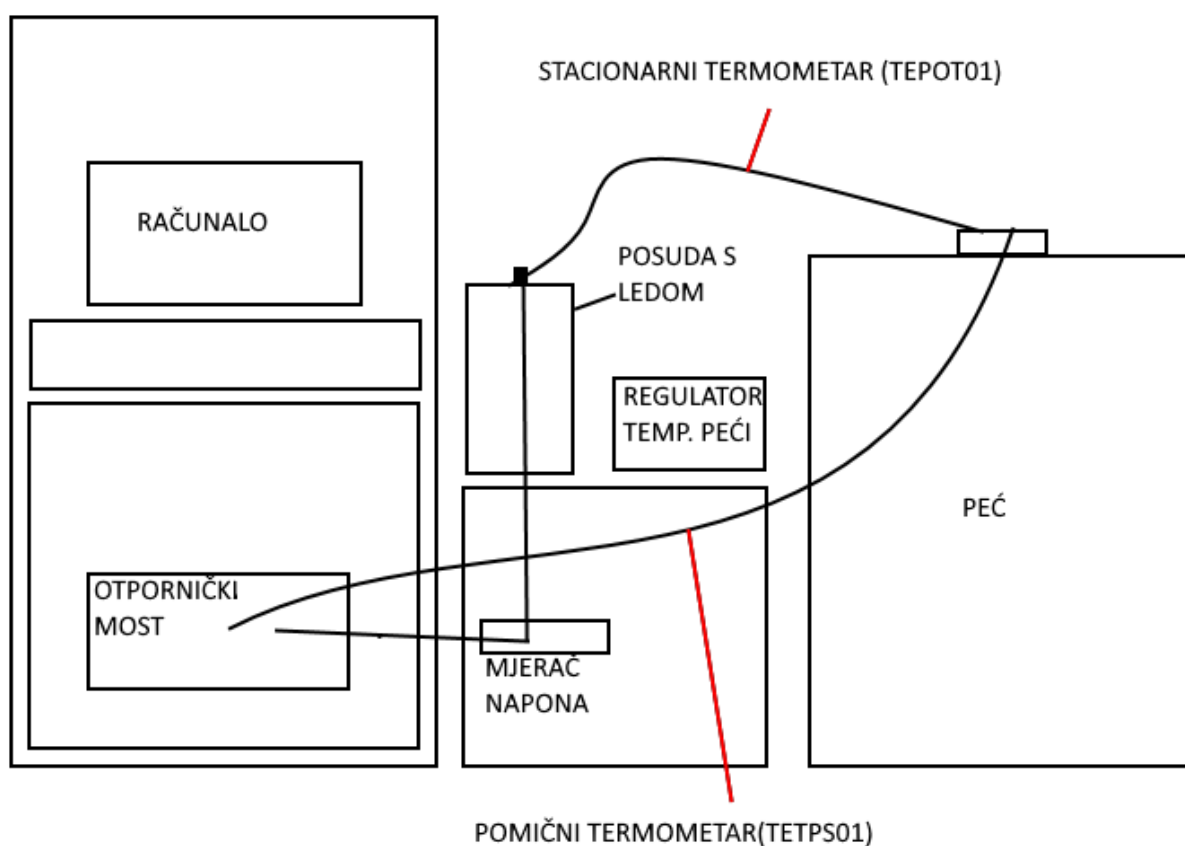 STACIONARNI TERMOMETAR (TEPOT01)
RAČUNALO
POSUDA S
LEDOM
REGULATOR
TEMP. PEĆI
PEĆ
OTPORNIČKI
MOST
MJERAČ
NAPONA
POMIČNI TERMOMETAR(TETPS01)